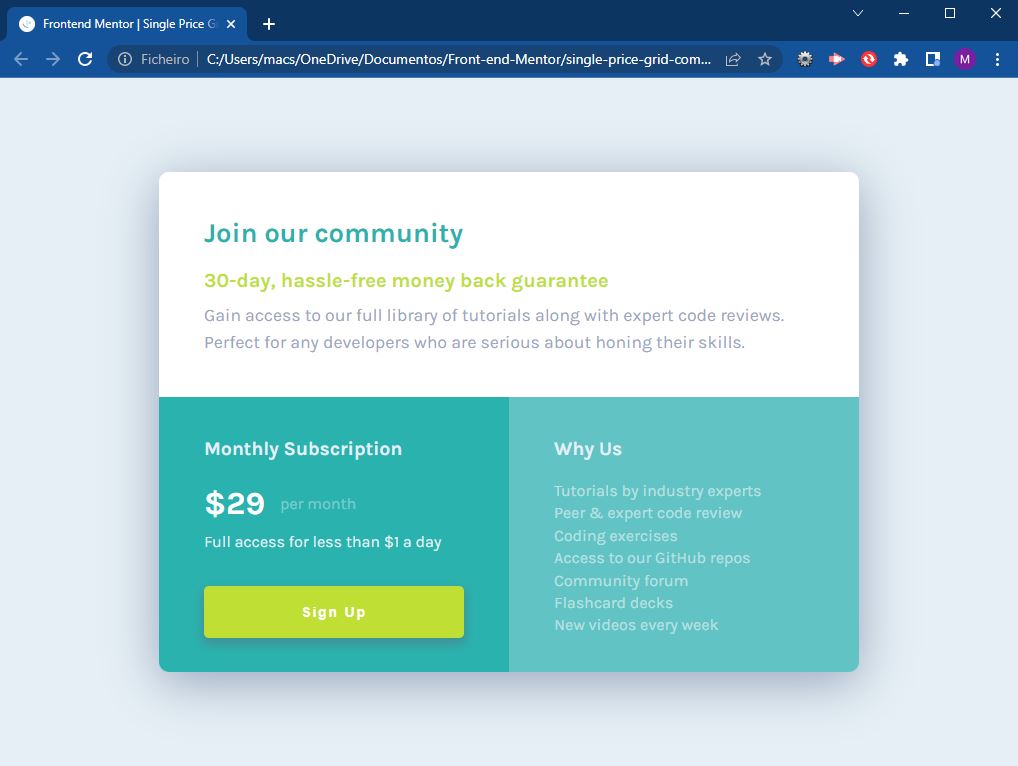 Frontend Mentor | Single Price G
Ficheiro | C:/Users/macs/OneDrive/Documentos/Front-end-Mentor/single-price-grid-com...
M
Join our community
30-day, hassle-free money back guarantee
Gain access to our full library of tutorials along with expert code reviews.
Perfect for any developers who are serious about honing their skills.
Monthly Subscription
$29 per month
Full access for less than $1 a day
Sign Up
Why Us
Tutorials by industry experts
Peer & expert code review
Coding exercises
Access to our GitHub repos
Community forum
Flashcard decks
New videos every week